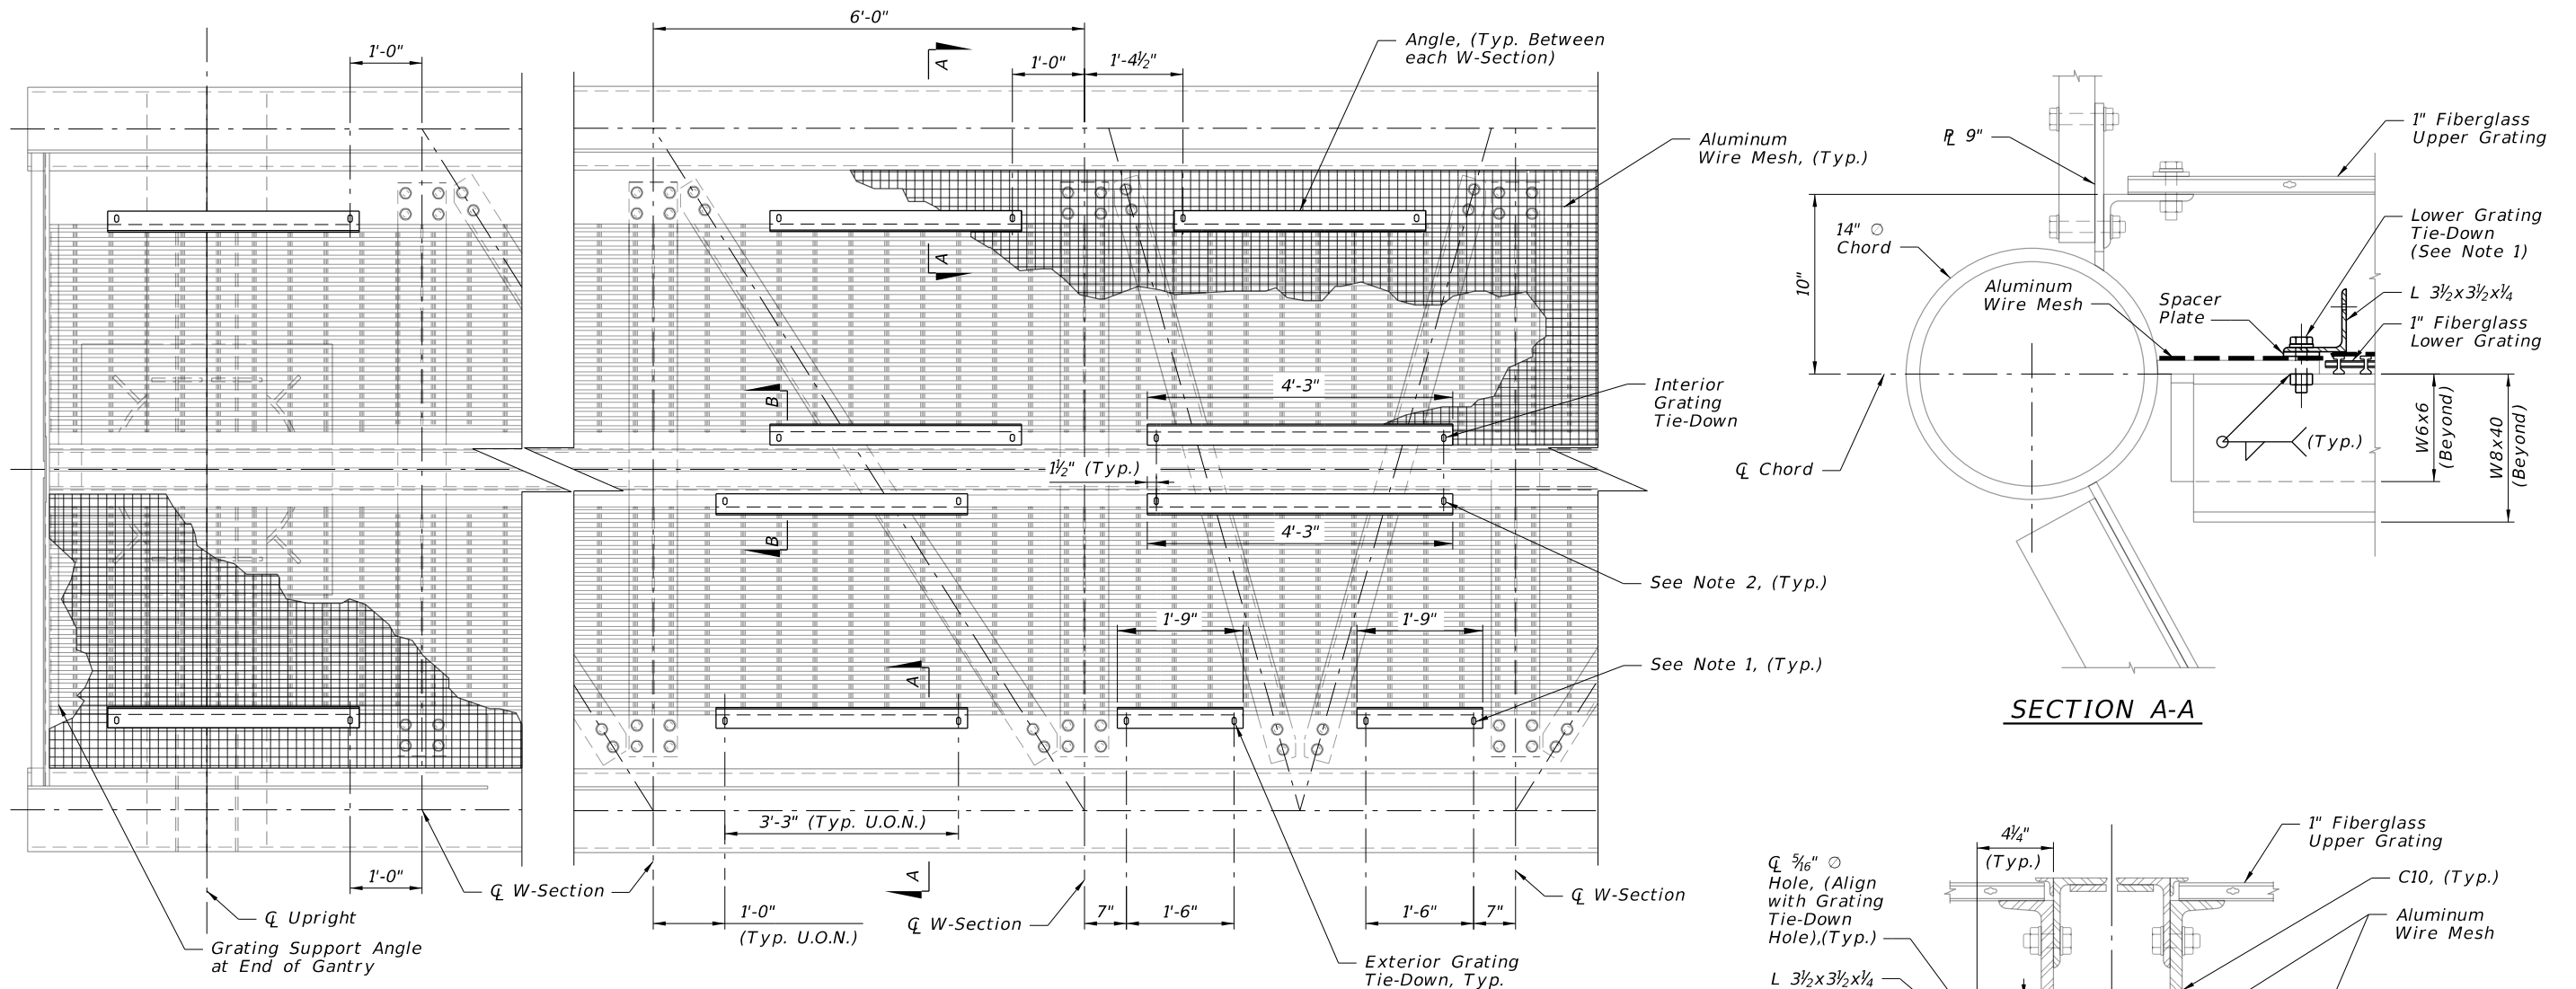 6'-0"
1'-0"
A
1'-0"
1'-4½"
Angle, (Typ. Between
each W-Section)
Aluminum
Wire Mesh, (Typ.)
A
B
4'-3"
Interior
Grating
Tie-Down
1½" (Typ.)
B
4'-3"
See Note 2, (Typ.)
1'-9"
1'-9"
A
See Note 1, (Typ.)
3'-3" (Typ. U.O.N.)
1'-0"
A
℄ W-Section
℄ W-Section
℄ Upright
1'-0"
(Typ. U.O.N.)
℄ W-Section
7"
1'-6"
1'-6"
7"
Grating Support Angle
at End of Gantry
Exterior Grating
Tie-Down, Typ.
1" Fiberglass
Upper Grating
PL 9"
Lower Grating
Tie-Down
(See Note 1)
14" ∅
Chord
10"
Aluminum
Wire Mesh
Spacer
Plate
L 3½x3½x¼
1" Fiberglass
Lower Grating
℄ Chord
(Typ.)
W6x6
(Beyond)
W8x40
(Beyond)
SECTION A-A
4¼"
(Typ.)
1" Fiberglass
Upper Grating
℄ 5/16" ∅
Hole, (Align
with Grating
Tie-Down
Hole),(Typ.)
C10, (Typ.)
Aluminum
Wire Mesh
L 3½x3½x¼